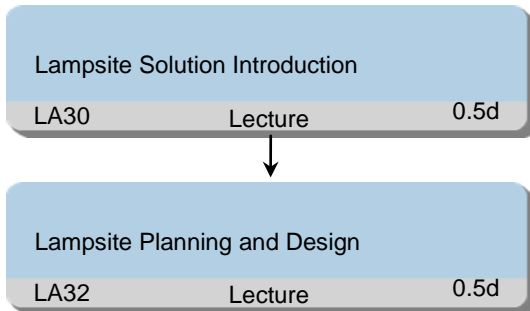 Lampsite Solution Introduction
LA30 Lecture 0.5d
Lampsite Planning and Design
LA32 Lecture 0.5d